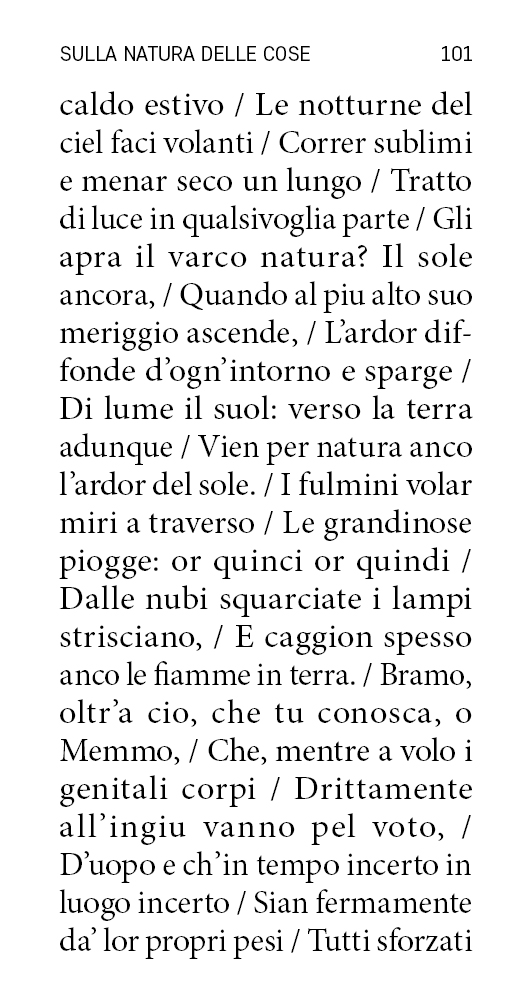 SULLA NATURA DELLE COSE 101
caldo estivo / Le notturne del
ciel faci volanti / Correr sublimi
e menar seco un lungo / Tratto
di luce in qualsivoglia parte / Gli
apra il varco natura? Il sole
ancora, / Quando al piu alto suo
meriggio ascende, / L’ardor dif-
fonde d’ogn’intorno e sparge /
Di lume il suol: verso la terra
adunque / Vien per natura anco
l’ardor del sole. / I fulmini volar
miri a traverso / Le grandinose
piogge: or quinci or quindi /
Dalle nubi squarciate i lampi
strisciano, / E caggion spesso
anco le fiamme in terra. / Bramo,
oltr’a cio, che tu conosca, o
Memmo, / Che, mentre a volo i
genitali corpi / Drittamente
all’ingiu vanno pel voto, /
D’uopo e ch’in tempo incerto in
luogo incerto / Sian fermamente
da’ lor propri pesi / Tutti sforzati